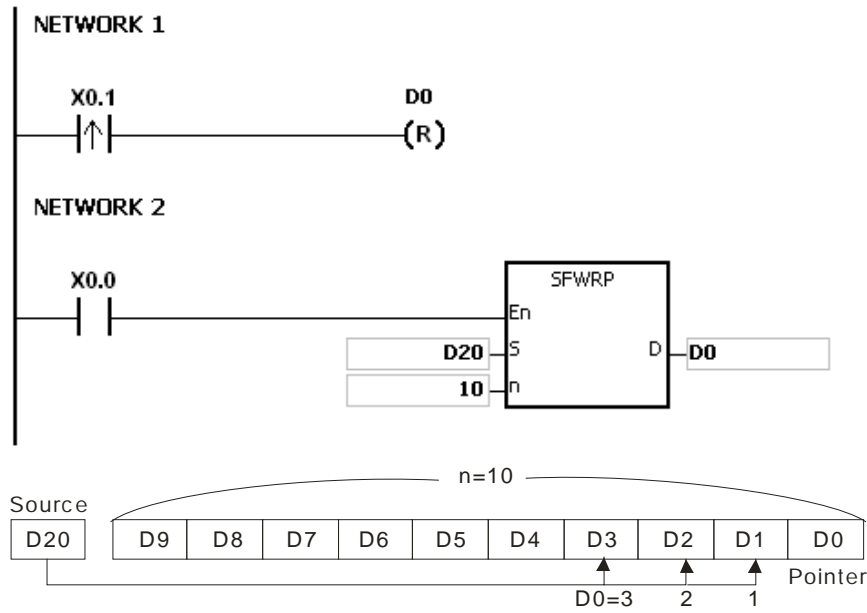 NETWORK 1
X0.1 D0
(R)
NETWORK 2
X0.0
SFWRP
En
D20 S D D0
10 n
n=10
Source
D20 D9 D8 D7 D6 D5 D4 D3 D2 D1 D0
Pointer
D0=3 2 1